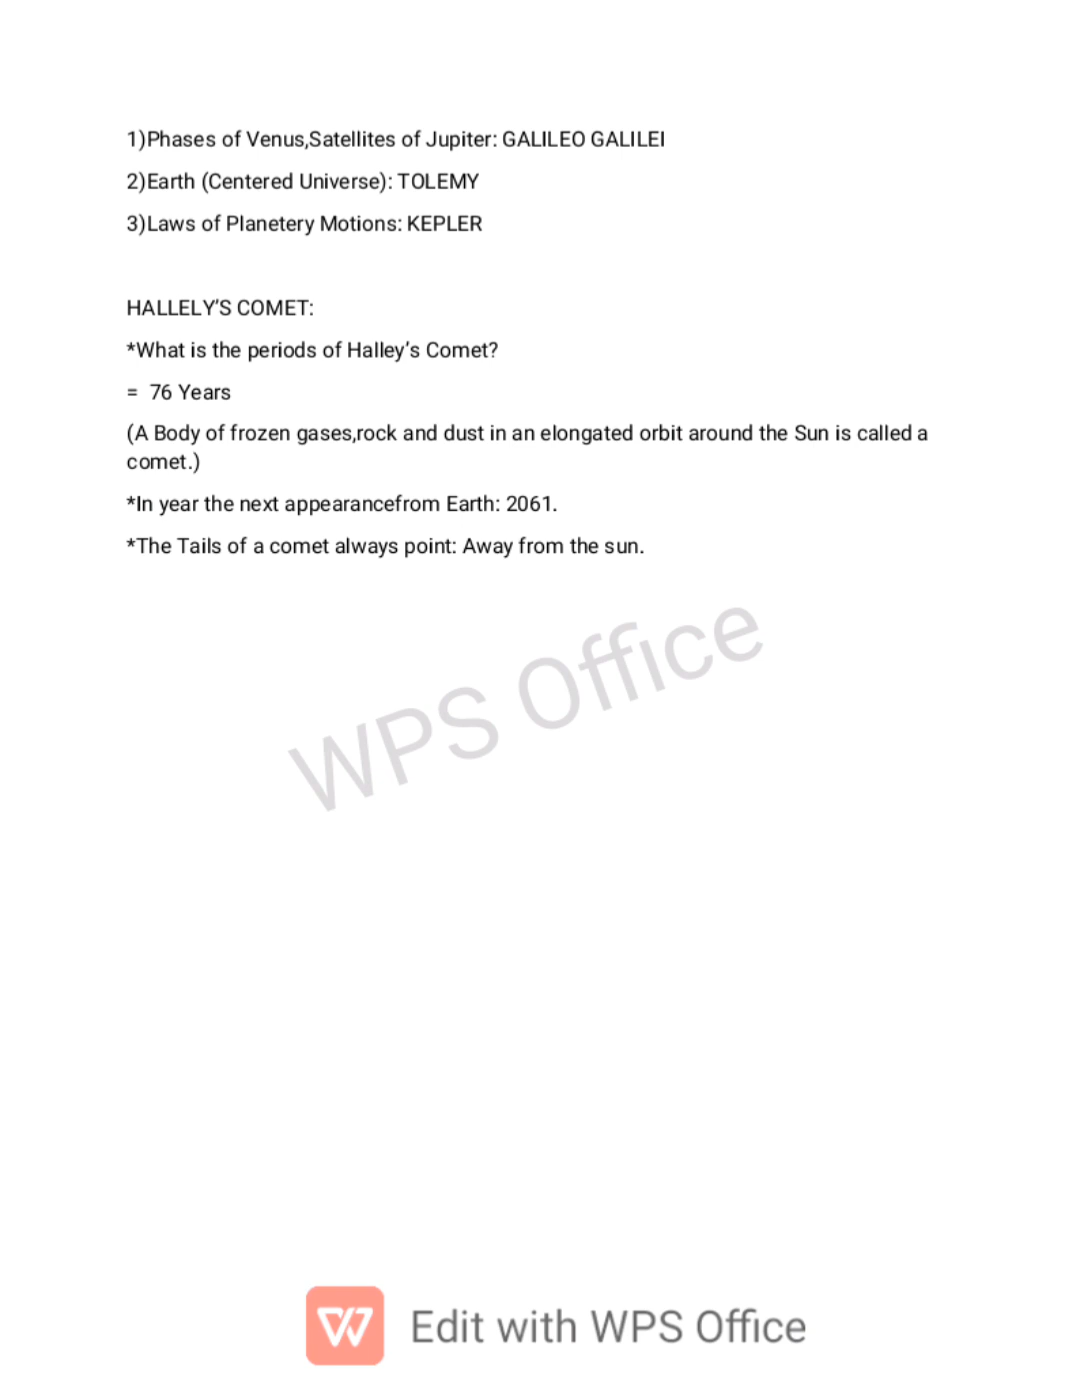 1)Phases of Venus,Satellites of Jupiter: GALILEO GALILEI
2)Earth (Centered Universe): TOLEMY
3)Laws of Planetery Motions: KEPLER
HALLELY’S COMET:
*What is the periods of Halley’s Comet?
= 76 Years
(A Body of frozen gases,rock and dust in an elongated orbit around the Sun is called a
comet.)
*In year the next appearancefrom Earth: 2061.
*The Tails of a comet always point: Away from the sun.
WPS Office
Edit with WPS Office